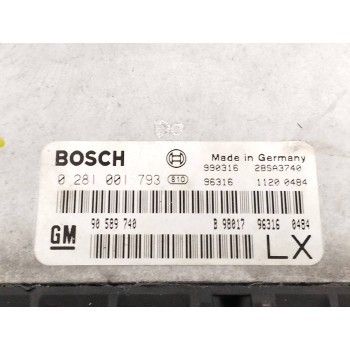 BOSCH
Made in Germany
990316 28SA3740
0 281 001 793 610 96316 1120 0484
90 589 740 B 98017 96316 0484
GM LX